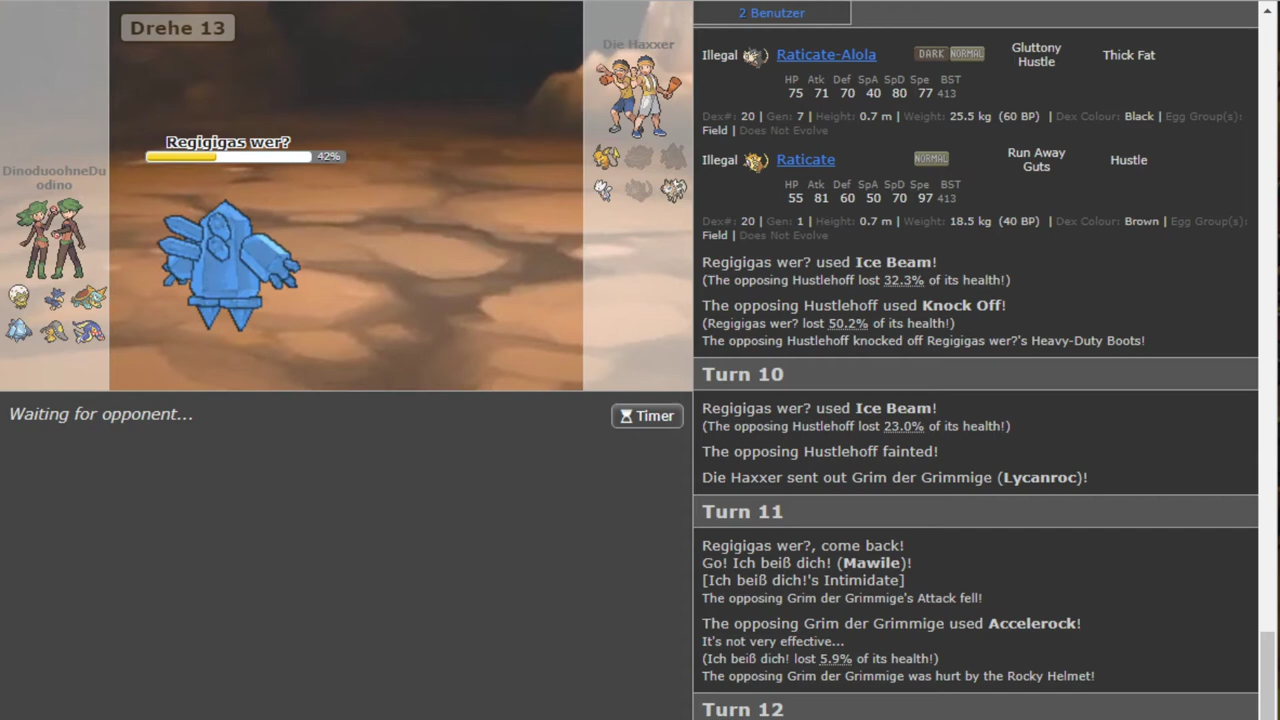 Drehe 13
Regigigas wer?
42%
DinoduoohneDu
odino
Die Haxxer
Waiting for opponent...
Timer
2 Benutzer
Illegal Raticate-Alola DARK NORMAL Gluttony Hustle Thick Fat
HP Atk Def SpA SpD Spe BST
75 71 70 40 80 77 413
Dex#: 20 | Gen: 7 | Height: 0.7 m | Weight: 25.5 kg (60 BP) | Dex Colour: Black | Egg Group(s):
Field | Does Not Evolve
Illegal Raticate NORMAL Run Away Guts Hustle
HP Atk Def SpA SpD Spe BST
55 81 60 50 70 97 413
Dex#: 20 | Gen: 1 | Height: 0.7 m | Weight: 18.5 kg (40 BP) | Dex Colour: Brown | Egg Group(s):
Field | Does Not Evolve
Regigigas wer? used Ice Beam!
(The opposing Hustlehoff lost 32.3% of its health!)
The opposing Hustlehoff used Knock Off!
(Regigigas wer? lost 50.2% of its health!)
The opposing Hustlehoff knocked off Regigigas wer?'s Heavy-Duty Boots!
Turn 10
Regigigas wer? used Ice Beam!
(The opposing Hustlehoff lost 23.0% of its health!)
The opposing Hustlehoff fainted!
Die Haxxer sent out Grim der Grimmige (Lycanroc)!
Turn 11
Regigigas wer?, come back!
Go! Ich beiß dich! (Mawile)!
[Ich beiß dich!'s Intimidate]
The opposing Grim der Grimmige's Attack fell!
The opposing Grim der Grimmige used Accelerock!
It's not very effective...
(Ich beiß dich! lost 5.9% of its health!)
The opposing Grim der Grimmige was hurt by the Rocky Helmet!
Turn 12